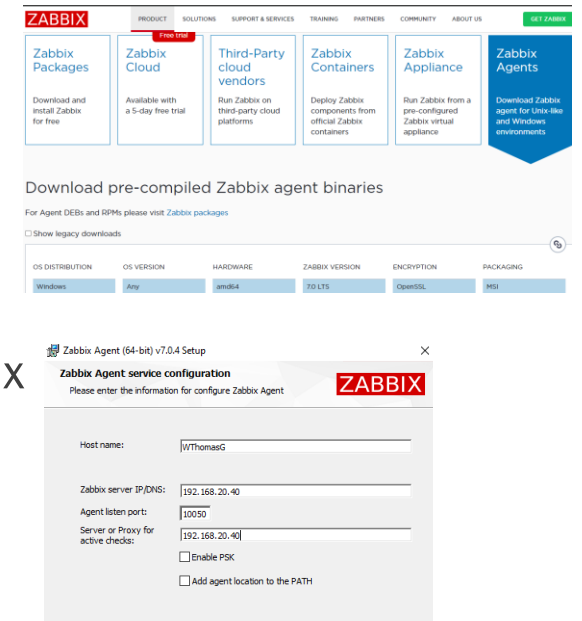 ZABBIX
PRODUCT SOLUTIONS SUPPORT & SERVICES TRAINING PARTNERS COMMUNITY ABOUT US GET ZABBIX
Free trial
Zabbix Packages
Download and install Zabbix for free
Zabbix Cloud
Available with a 5-day free trial
Third-Party cloud vendors
Run Zabbix on third-party cloud platforms
Zabbix Containers
Deploy Zabbix components from official Zabbix containers
Zabbix Appliance
Run Zabbix from a pre-configured Zabbix virtual appliance
Zabbix Agents
Download Zabbix agent for Unix-like and Windows environments
Download pre-compiled Zabbix agent binaries
For Agent DEBs and RPMs please visit Zabbix packages
Show legacy downloads
OS DISTRIBUTION OS VERSION HARDWARE ZABBIX VERSION ENCRYPTION PACKAGING
Windows Any amd64 7.0 LTS OpenSSL MSI
X
Zabbix Agent (64-bit) v7.0.4 Setup
Zabbix Agent service configuration
Please enter the information for configure Zabbix Agent
ZABBIX
Host name: WThomasG
Zabbix server IP/DNS: 192.168.20.40
Agent listen port: 10050
Server or Proxy for active checks: 192.168.20.40
Enable PSK
Add agent location to the PATH